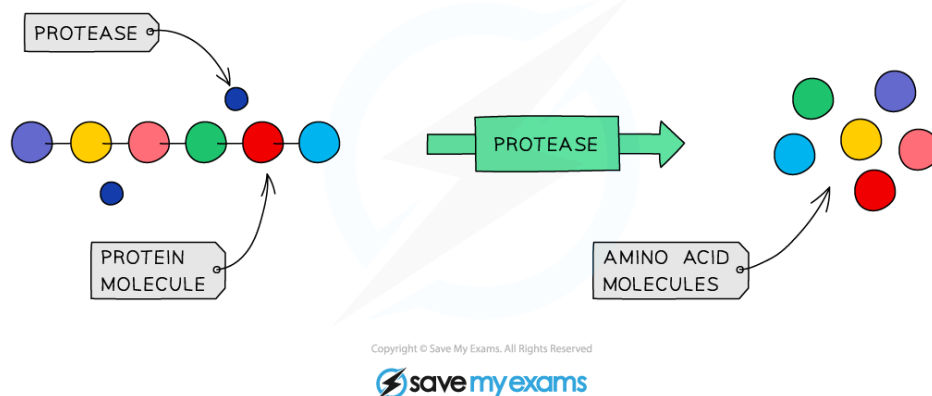 PROTEASE
PROTEIN
MOLECULE
PROTEASE
AMINO ACID
MOLECULES
Copyright © Save My Exams. All Rights Reserved
save my exams